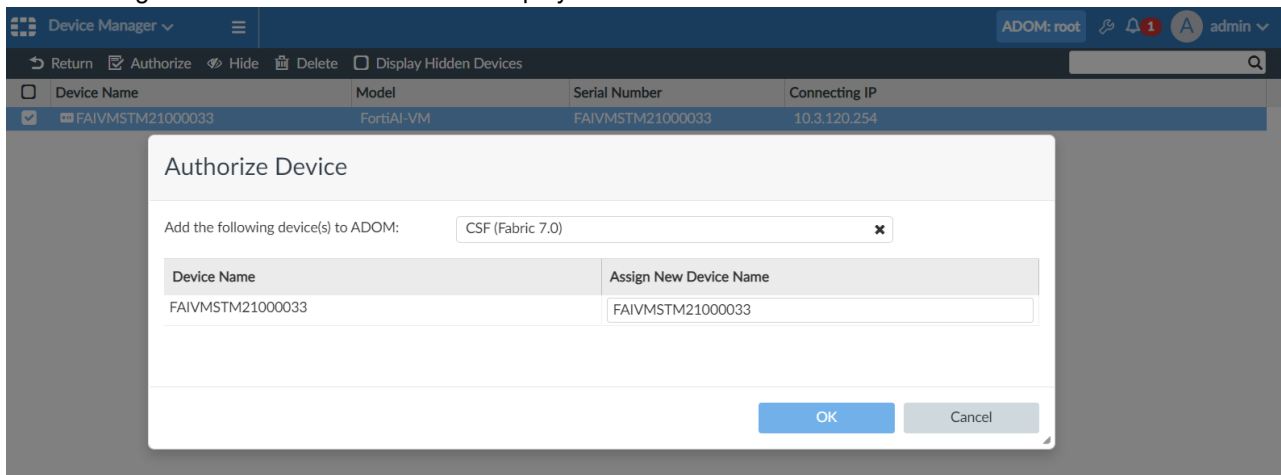 Device Manager
ADOM: root 1 A admin
Return Authorize Hide Delete Display Hidden Devices
Device Name Model Serial Number Connecting IP
FAIVMSTM21000033 FortiAI-VM FAIVMSTM21000033 10.3.120.254
Authorize Device
Add the following device(s) to ADOM: CSF (Fabric 7.0)
Device Name Assign New Device Name
FAIVMSTM21000033 FAIVMSTM21000033
OK Cancel